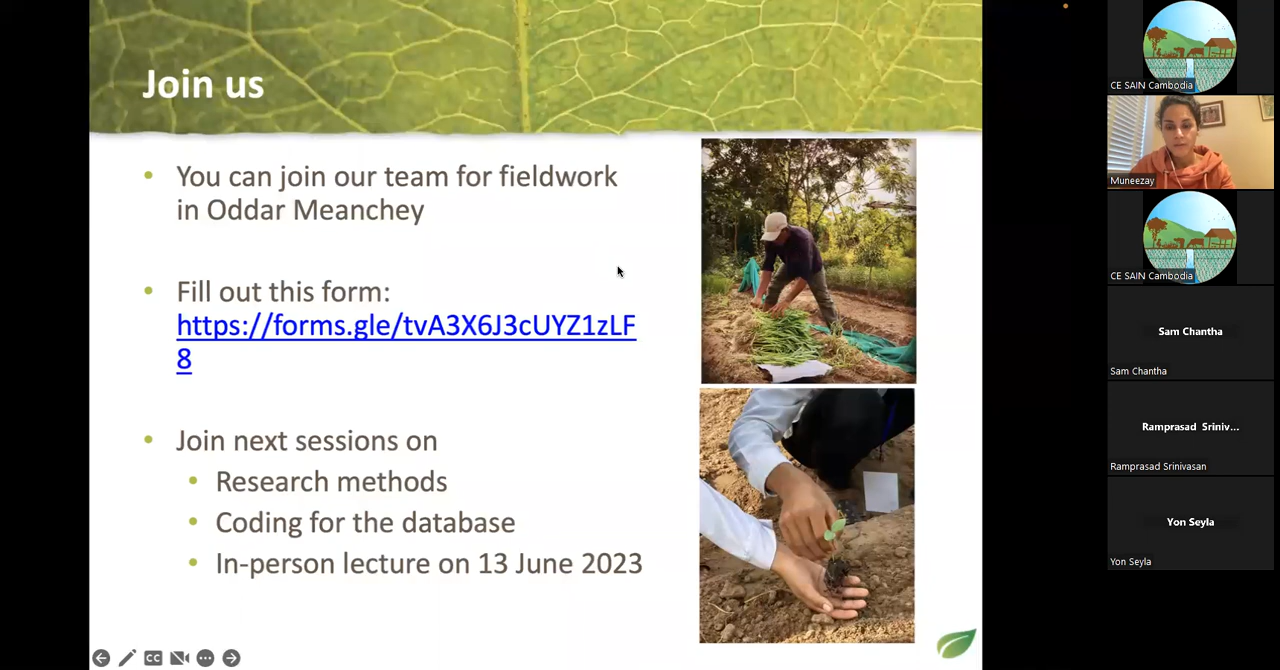 Join us
You can join our team for fieldwork
in Oddar Meanchey
Fill out this form:
https://forms.gle/tvA3X6J3cUYZ1zLF
8
Join next sessions on
Research methods
Coding for the database
In-person lecture on 13 June 2023
CC
CE SAIN Cambodia
Muneezay
CE SAIN Cambodia
Sam Chantha
Sam Chantha
Ramprasad Sriniv...
Ramprasad Srinivasan
Yon Seyla
Yon Seyla